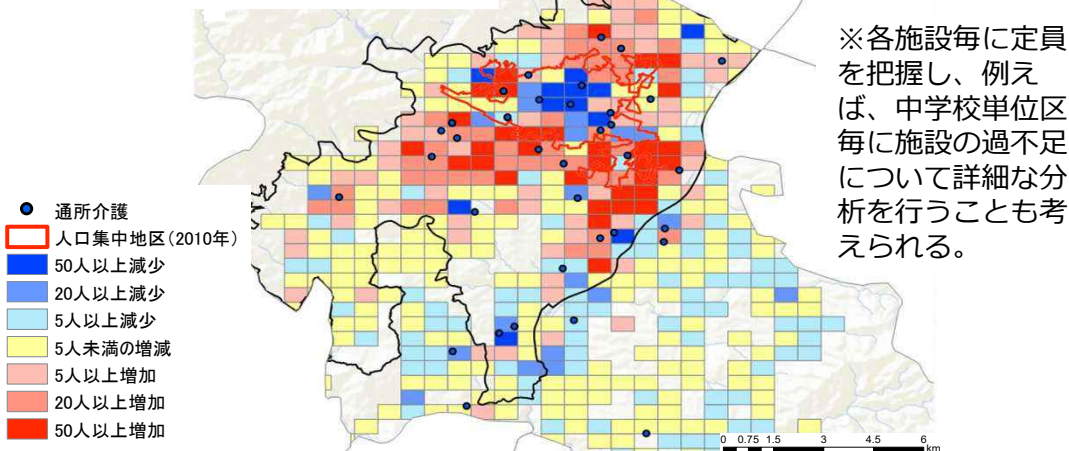 ※各施設毎に定員
を把握し、例え
ば、中学校単位区
毎に施設の過不足
について詳細な分
析を行うことも考
えられる。
通所介護
人口集中地区(2010年)
50人以上減少
20人以上減少
5人以上減少
5人未満の増減
5人以上増加
20人以上増加
50人以上増加
0 0.75 1.5 3 4.5 6
km